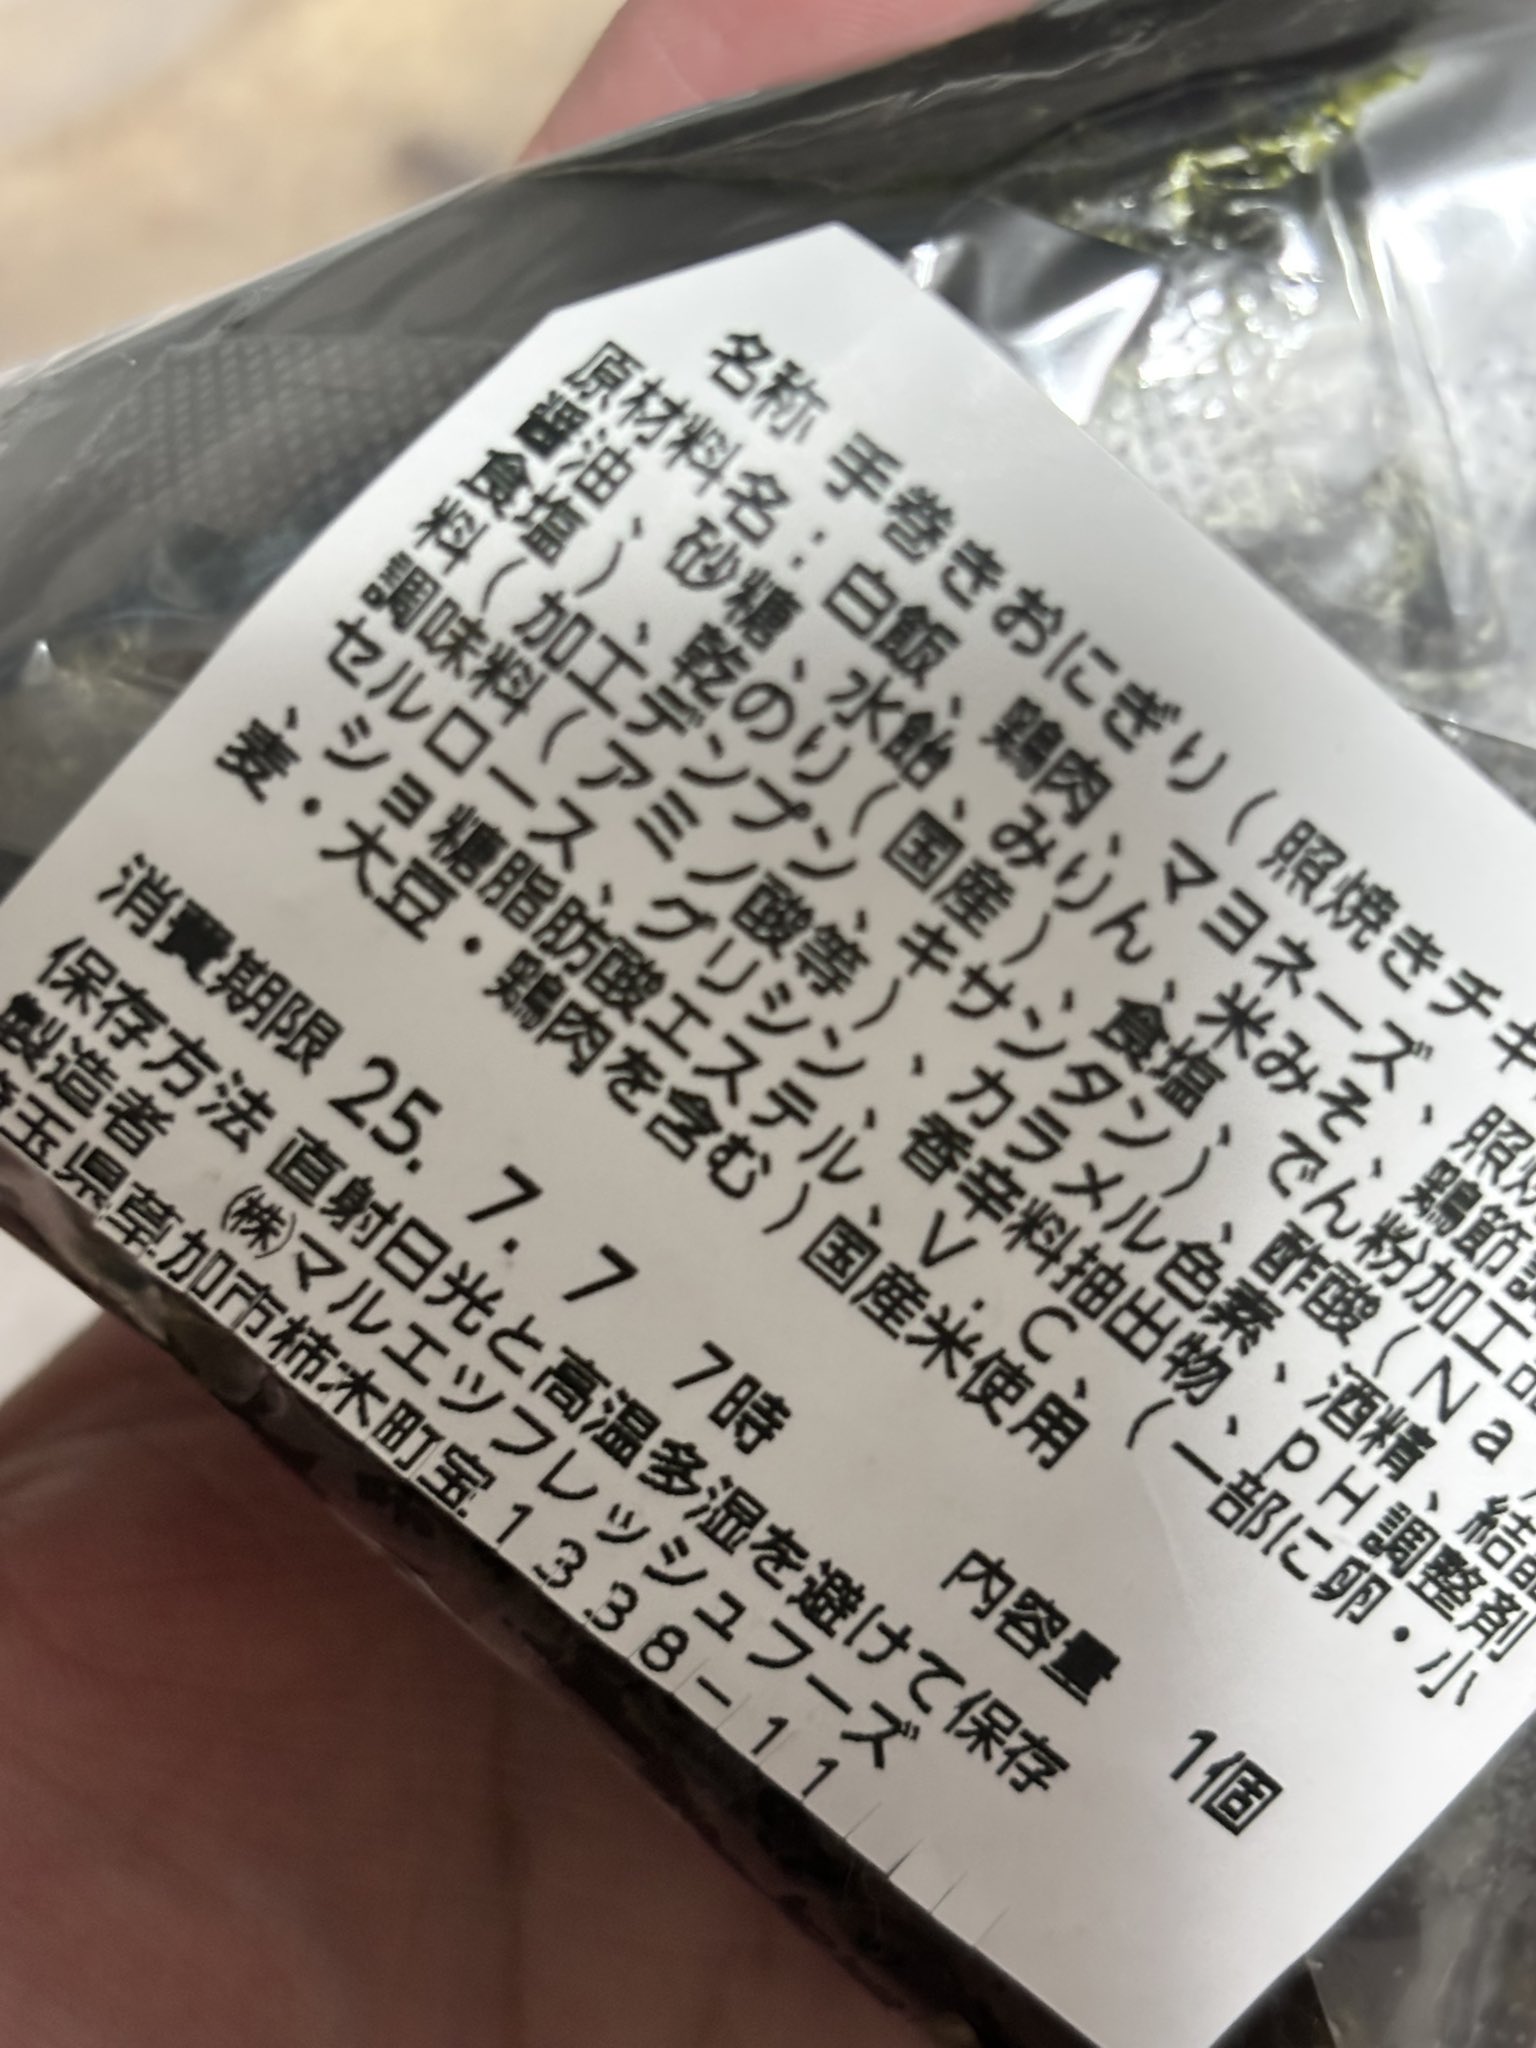 名称 手巻きおにぎり(照焼きチキ
原材料名:白飯、鶏肉、マヨネーズ、照焼
醤油、砂糖、水飴、みりん、米みそ、鶏節
食塩)、乾のり(国産)、食塩、でん粉加工品
料(加工デンプン、キサンタン)、酢酸(Na
調味料(アミノ酸等)、カラメル色素、酒精、
セルロース、グリシン、香辛料抽出物、pH調整剤
、ショ糖脂肪酸エステル、V.C、(一部に卵・小
麦・大豆・鶏肉を含む)国産米使用
消費期限 25.7.7 7時 内容量 1個
保存方法 直射日光と高温多湿を避けて保存
製造者 ㈱マルエツフレッシュフーズ
玉県草加市柿木町宝1338-11